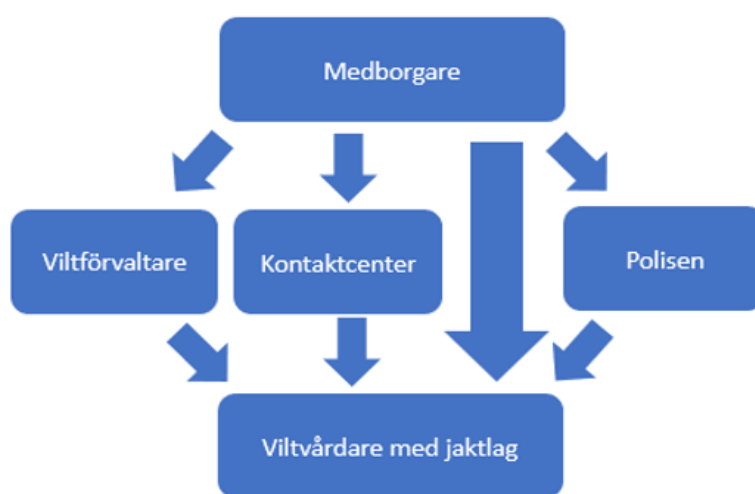 Medborgare
Viltförvaltare
Kontaktcenter
Polisen
Viltvårdare med jaktlag